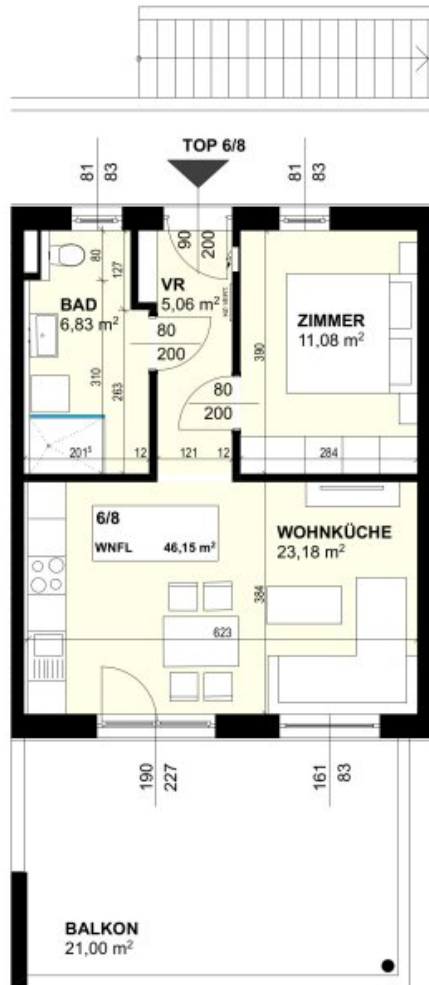 TOP 6/8
81
83
81
83
90
200
80
127
VR
5,06 m²
BAD
6,83 m²
ZIMMER
11,08 m²
80
200
310
263
390
80
200
201⁵
12
121
12
284
6/8
WNFL 46,15 m²
WOHNKÜCHE
23,18 m²
384
623
190
227
161
83
BALKON
21,00 m²